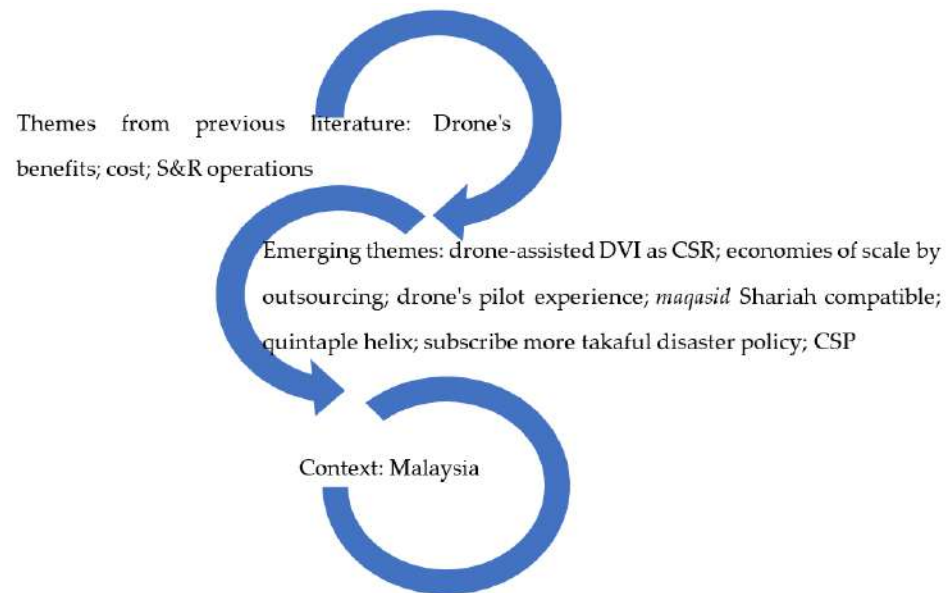 Themes from previous literature: Drone's
benefits; cost; S&R operations
Emerging themes: drone-assisted DVI as CSR; economies of scale by
outsourcing; drone's pilot experience; maqasid Shariah compatible;
quintaple helix; subscribe more takaful disaster policy; CSP
Context: Malaysia